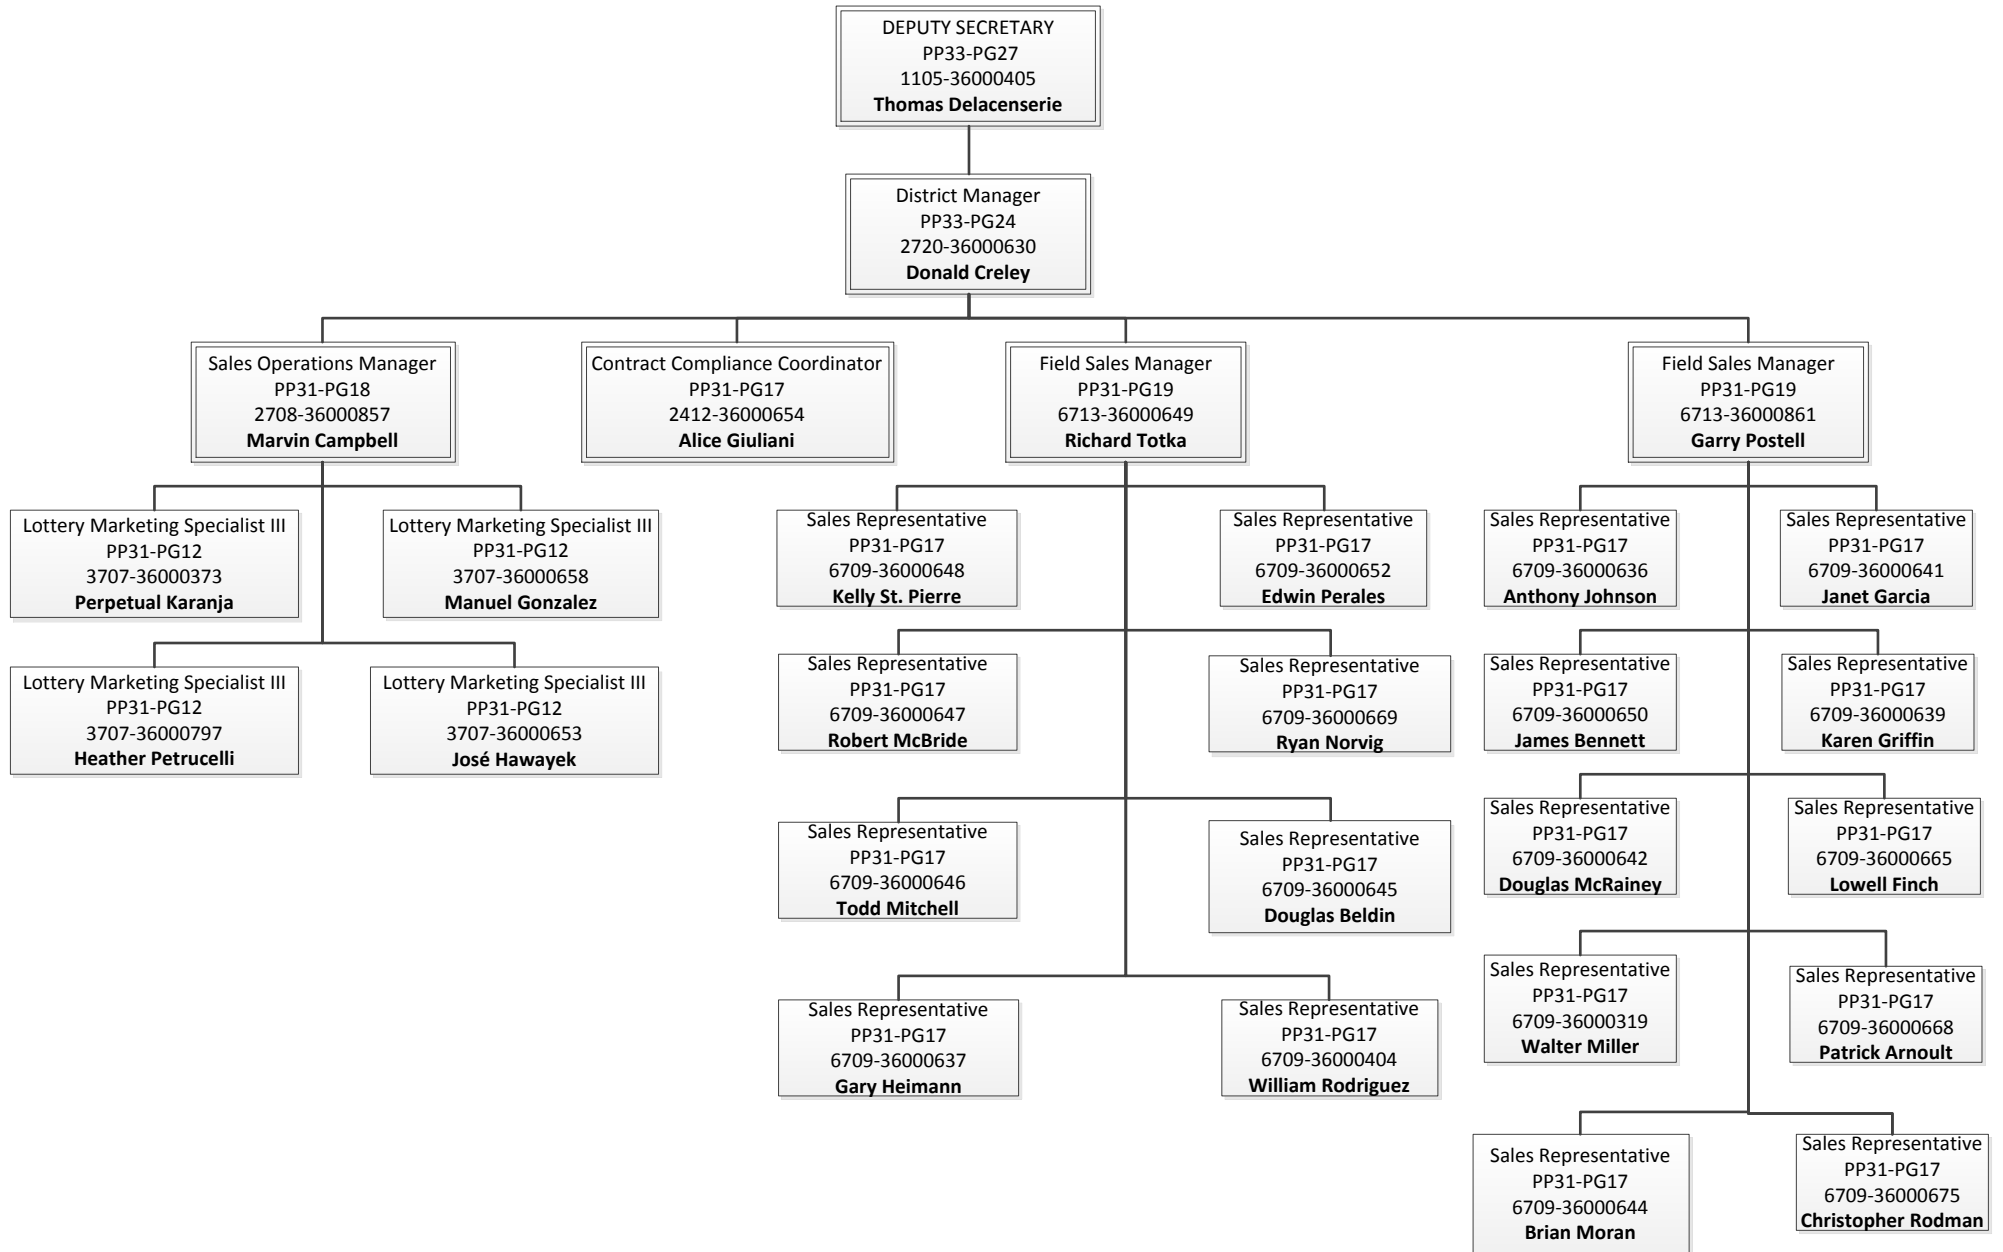 DEPUTY SECRETARY
PP33-PG27
1105-36000405
Thomas Delacenserie
District Manager
PP33-PG24
2720-36000630
Donald Creley
Sales Operations Manager
PP31-PG18
2708-36000857
Marvin Campbell
Contract Compliance Coordinator
PP31-PG17
2412-36000654
Alice Giuliani
Field Sales Manager
PP31-PG19
6713-36000649
Richard Totka
Field Sales Manager
PP31-PG19
6713-36000861
Garry Postell
Lottery Marketing Specialist III
PP31-PG12
3707-36000373
Perpetual Karanja
Lottery Marketing Specialist III
PP31-PG12
3707-36000658
Manuel Gonzalez
Lottery Marketing Specialist III
PP31-PG12
3707-36000797
Heather Petrucelli
Lottery Marketing Specialist III
PP31-PG12
3707-36000653
José Hawayek
Sales Representative
PP31-PG17
6709-36000648
Kelly St. Pierre
Sales Representative
PP31-PG17
6709-36000652
Edwin Perales
Sales Representative
PP31-PG17
6709-36000647
Robert McBride
Sales Representative
PP31-PG17
6709-36000669
Ryan Norvig
Sales Representative
PP31-PG17
6709-36000646
Todd Mitchell
Sales Representative
PP31-PG17
6709-36000645
Douglas Beldin
Sales Representative
PP31-PG17
6709-36000637
Gary Heimann
Sales Representative
PP31-PG17
6709-36000404
William Rodriguez
Sales Representative
PP31-PG17
6709-36000636
Anthony Johnson
Sales Representative
PP31-PG17
6709-36000641
Janet Garcia
Sales Representative
PP31-PG17
6709-36000650
James Bennett
Sales Representative
PP31-PG17
6709-36000639
Karen Griffin
Sales Representative
PP31-PG17
6709-36000642
Douglas McRainey
Sales Representative
PP31-PG17
6709-36000665
Lowell Finch
Sales Representative
PP31-PG17
6709-36000319
Walter Miller
Sales Representative
PP31-PG17
6709-36000668
Patrick Arnoult
Sales Representative
PP31-PG17
6709-36000644
Brian Moran
Sales Representative
PP31-PG17
6709-36000675
Christopher Rodman